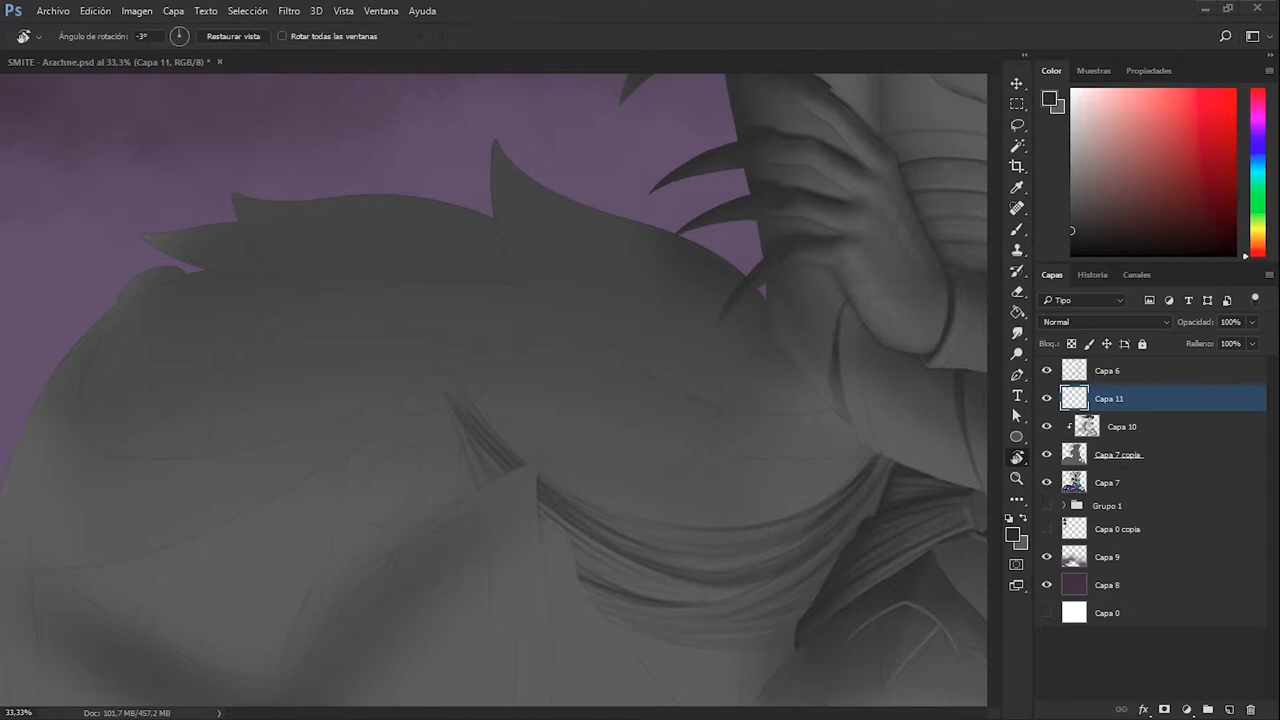 Ps Archivo Edición Imagen Capa Texto Selección Filtro 3D Vista Ventana Ayuda
Ángulo de rotación: -3° Restaurar vista Rotar todas las ventanas
SMITE - Arachne.psd al 33,3% (Capa 11, RGB/8) * ×
Color Muestras Propiedades
Capas Historia Canales
Tipo
Normal Opacidad: 100%
Bloq.: Relleno: 100%
Capa 6
Capa 11
Capa 10
Capa 7 copia
Capa 7
Grupo 1
Capa 0 copia
Capa 9
Capa 8
Capa 0
33,33% Doc: 101,7 MB/457,2 MB